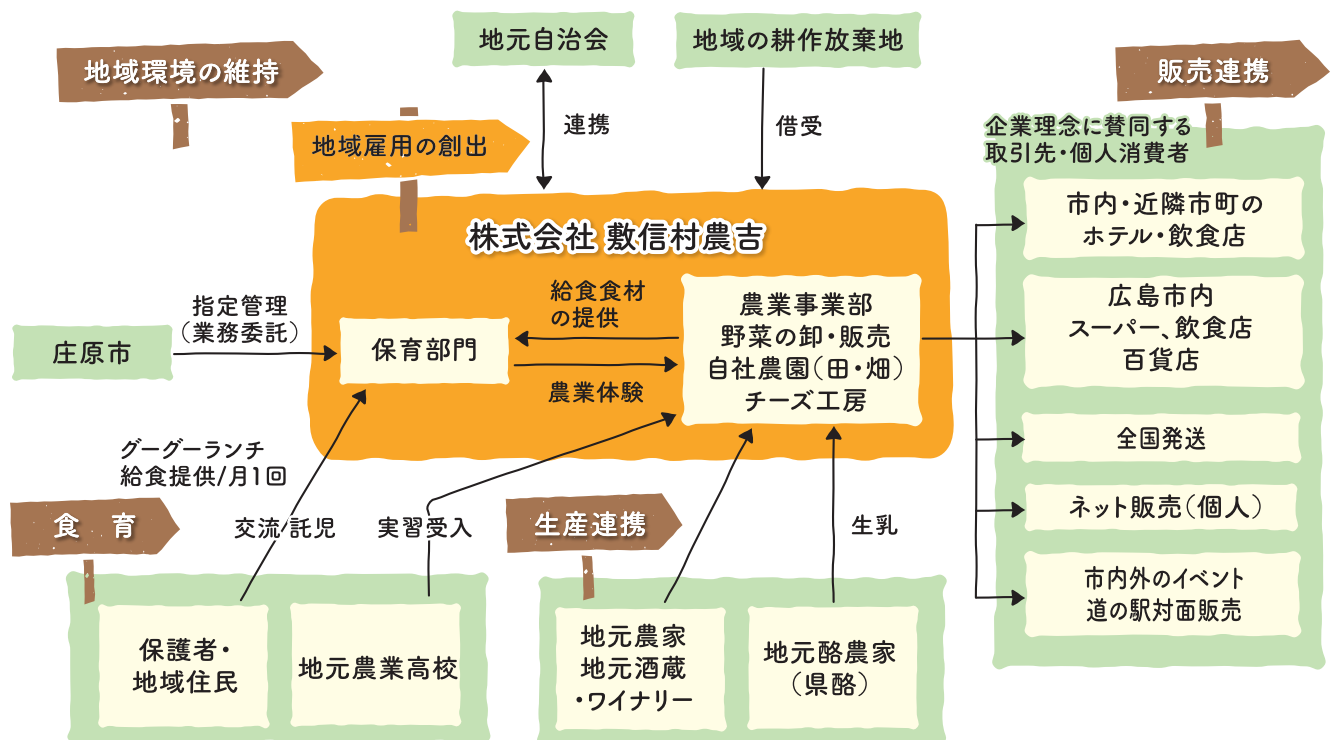 地元自治会
地域の耕作放棄地
地域環境の維持
販売連携
連携
借受
地域雇用の創出
企業理念に賛同する
取引先・個人消費者
株式会社 敷信村農吉
市内・近隣市町の
ホテル・飲食店
指定管理
（業務委託）
庄原市
保育部門
給食食材
の提供
農業体験
農業事業部
野菜の卸・販売
自社農園（田・畑）
チーズ工房
広島市内
スーパー、飲食店
百貨店
全国発送
ネット販売（個人）
市内外のイベント
道の駅対面販売
グーグーランチ
給食提供/月1回
食　育
交流・託児
実習受入
生産連携
生乳
保護者・
地域住民
地元農業高校
地元農家
地元酒蔵
・ワイナリー
地元酪農家
（県酪）